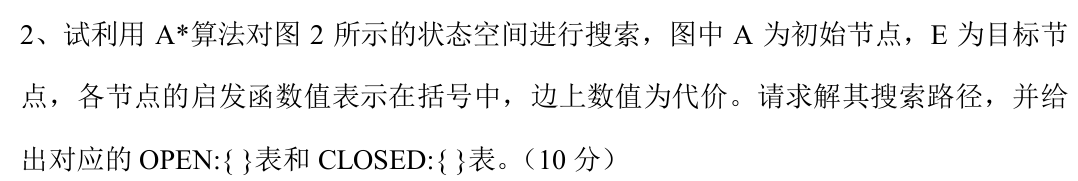 2、试利用 A*算法对图 2 所示的状态空间进行搜索，图中 A 为初始节点，E 为目标节
点，各节点的启发函数值表示在括号中，边上数值为代价。请求解其搜索路径，并给
出对应的 OPEN:{ }表和 CLOSED:{ }表。（10 分）